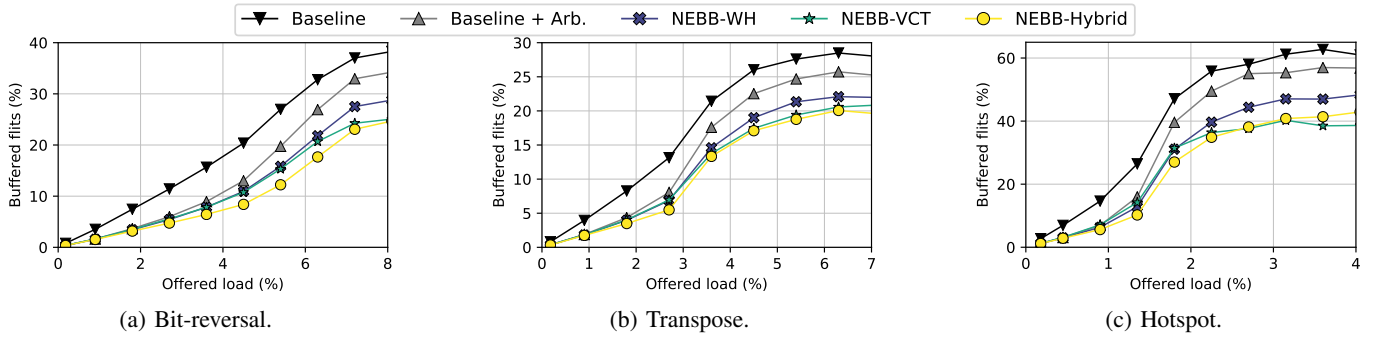 Baseline Baseline + Arb. NEBB-WH NEBB-VCT NEBB-Hybrid
Buffered flits (%)
40
30
20
10
0
0 2 4 6 8
Offered load (%)
(a) Bit-reversal.
Buffered flits (%)
30
25
20
15
10
5
0
0 1 2 3 4 5 6 7
Offered load (%)
(b) Transpose.
Buffered flits (%)
60
40
20
0
0 1 2 3 4
Offered load (%)
(c) Hotspot.